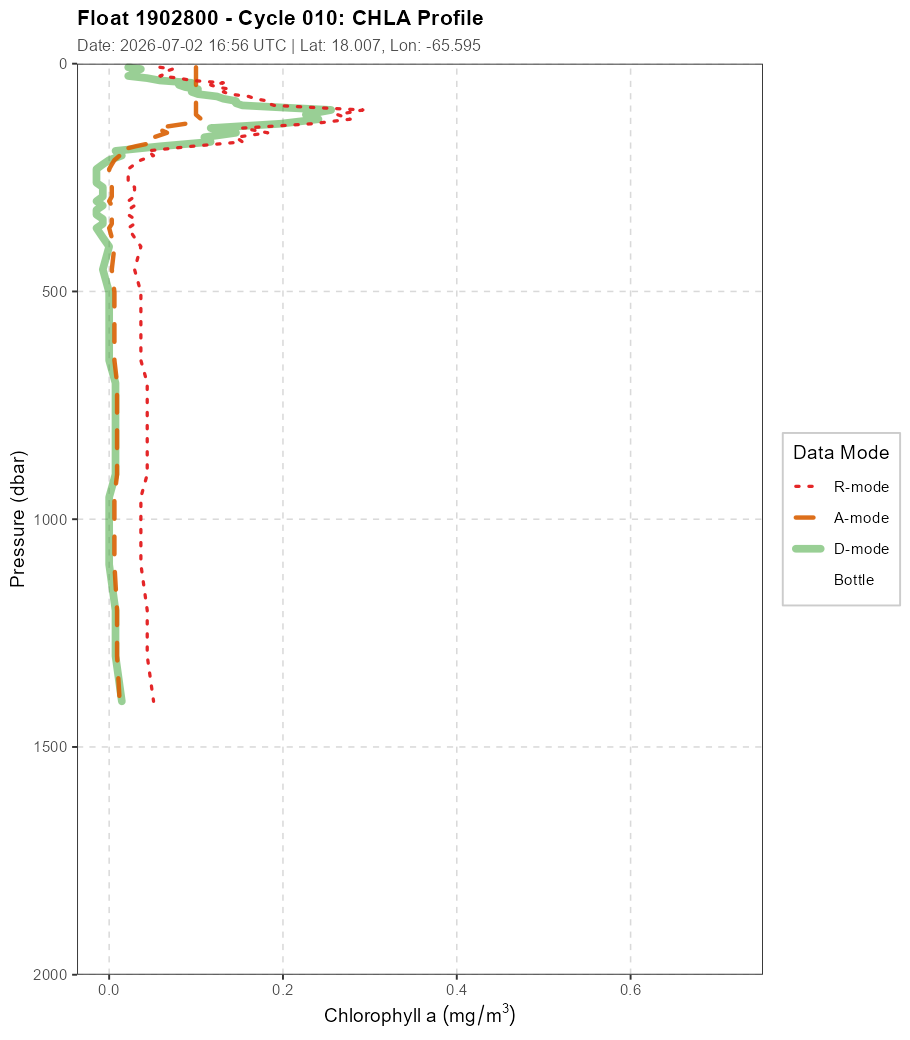 Float 1902800 - Cycle 010: CHLA Profile
Date: 2026-07-02 16:56 UTC | Lat: 18.007, Lon: -65.595
0
500
1000
1500
2000
Pressure (dbar)
0.0 0.2 0.4 0.6
Chlorophyll a (mg/m³)
Data Mode
R-mode
A-mode
D-mode
Bottle